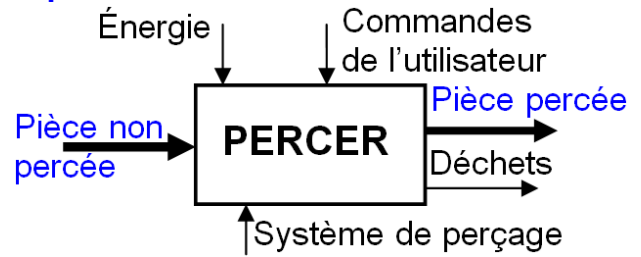 Énergie
Commandes
de l'utilisateur
Pièce non
percée
PERCER
Pièce percée
Déchets
Système de perçage